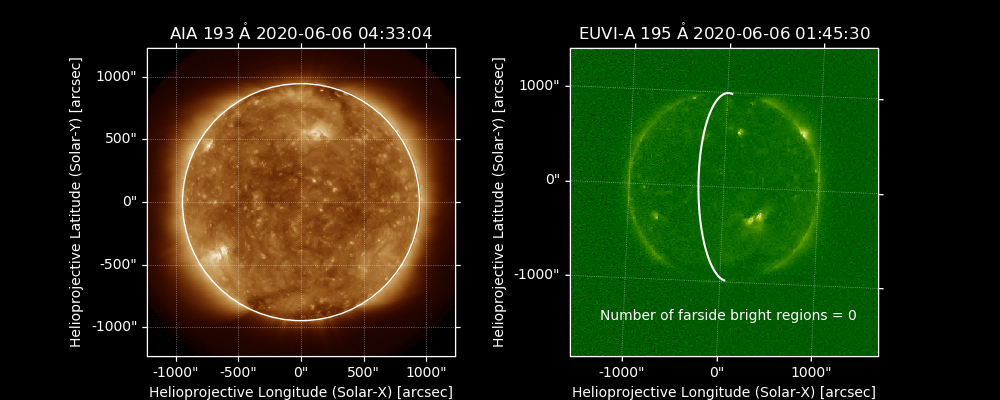 AIA 193 Å 2020-06-06 04:33:04
Helioprojective Latitude (Solar-Y) [arcsec]
1000"
500"
0"
-500"
-1000"
-1000" -500" 0" 500" 1000"
Helioprojective Longitude (Solar-X) [arcsec]
EUVI-A 195 Å 2020-06-06 01:45:30
Helioprojective Latitude (Solar-Y) [arcsec]
1000"
0"
-1000"
Number of farside bright regions = 0
-1000" 0" 1000"
Helioprojective Longitude (Solar-X) [arcsec]